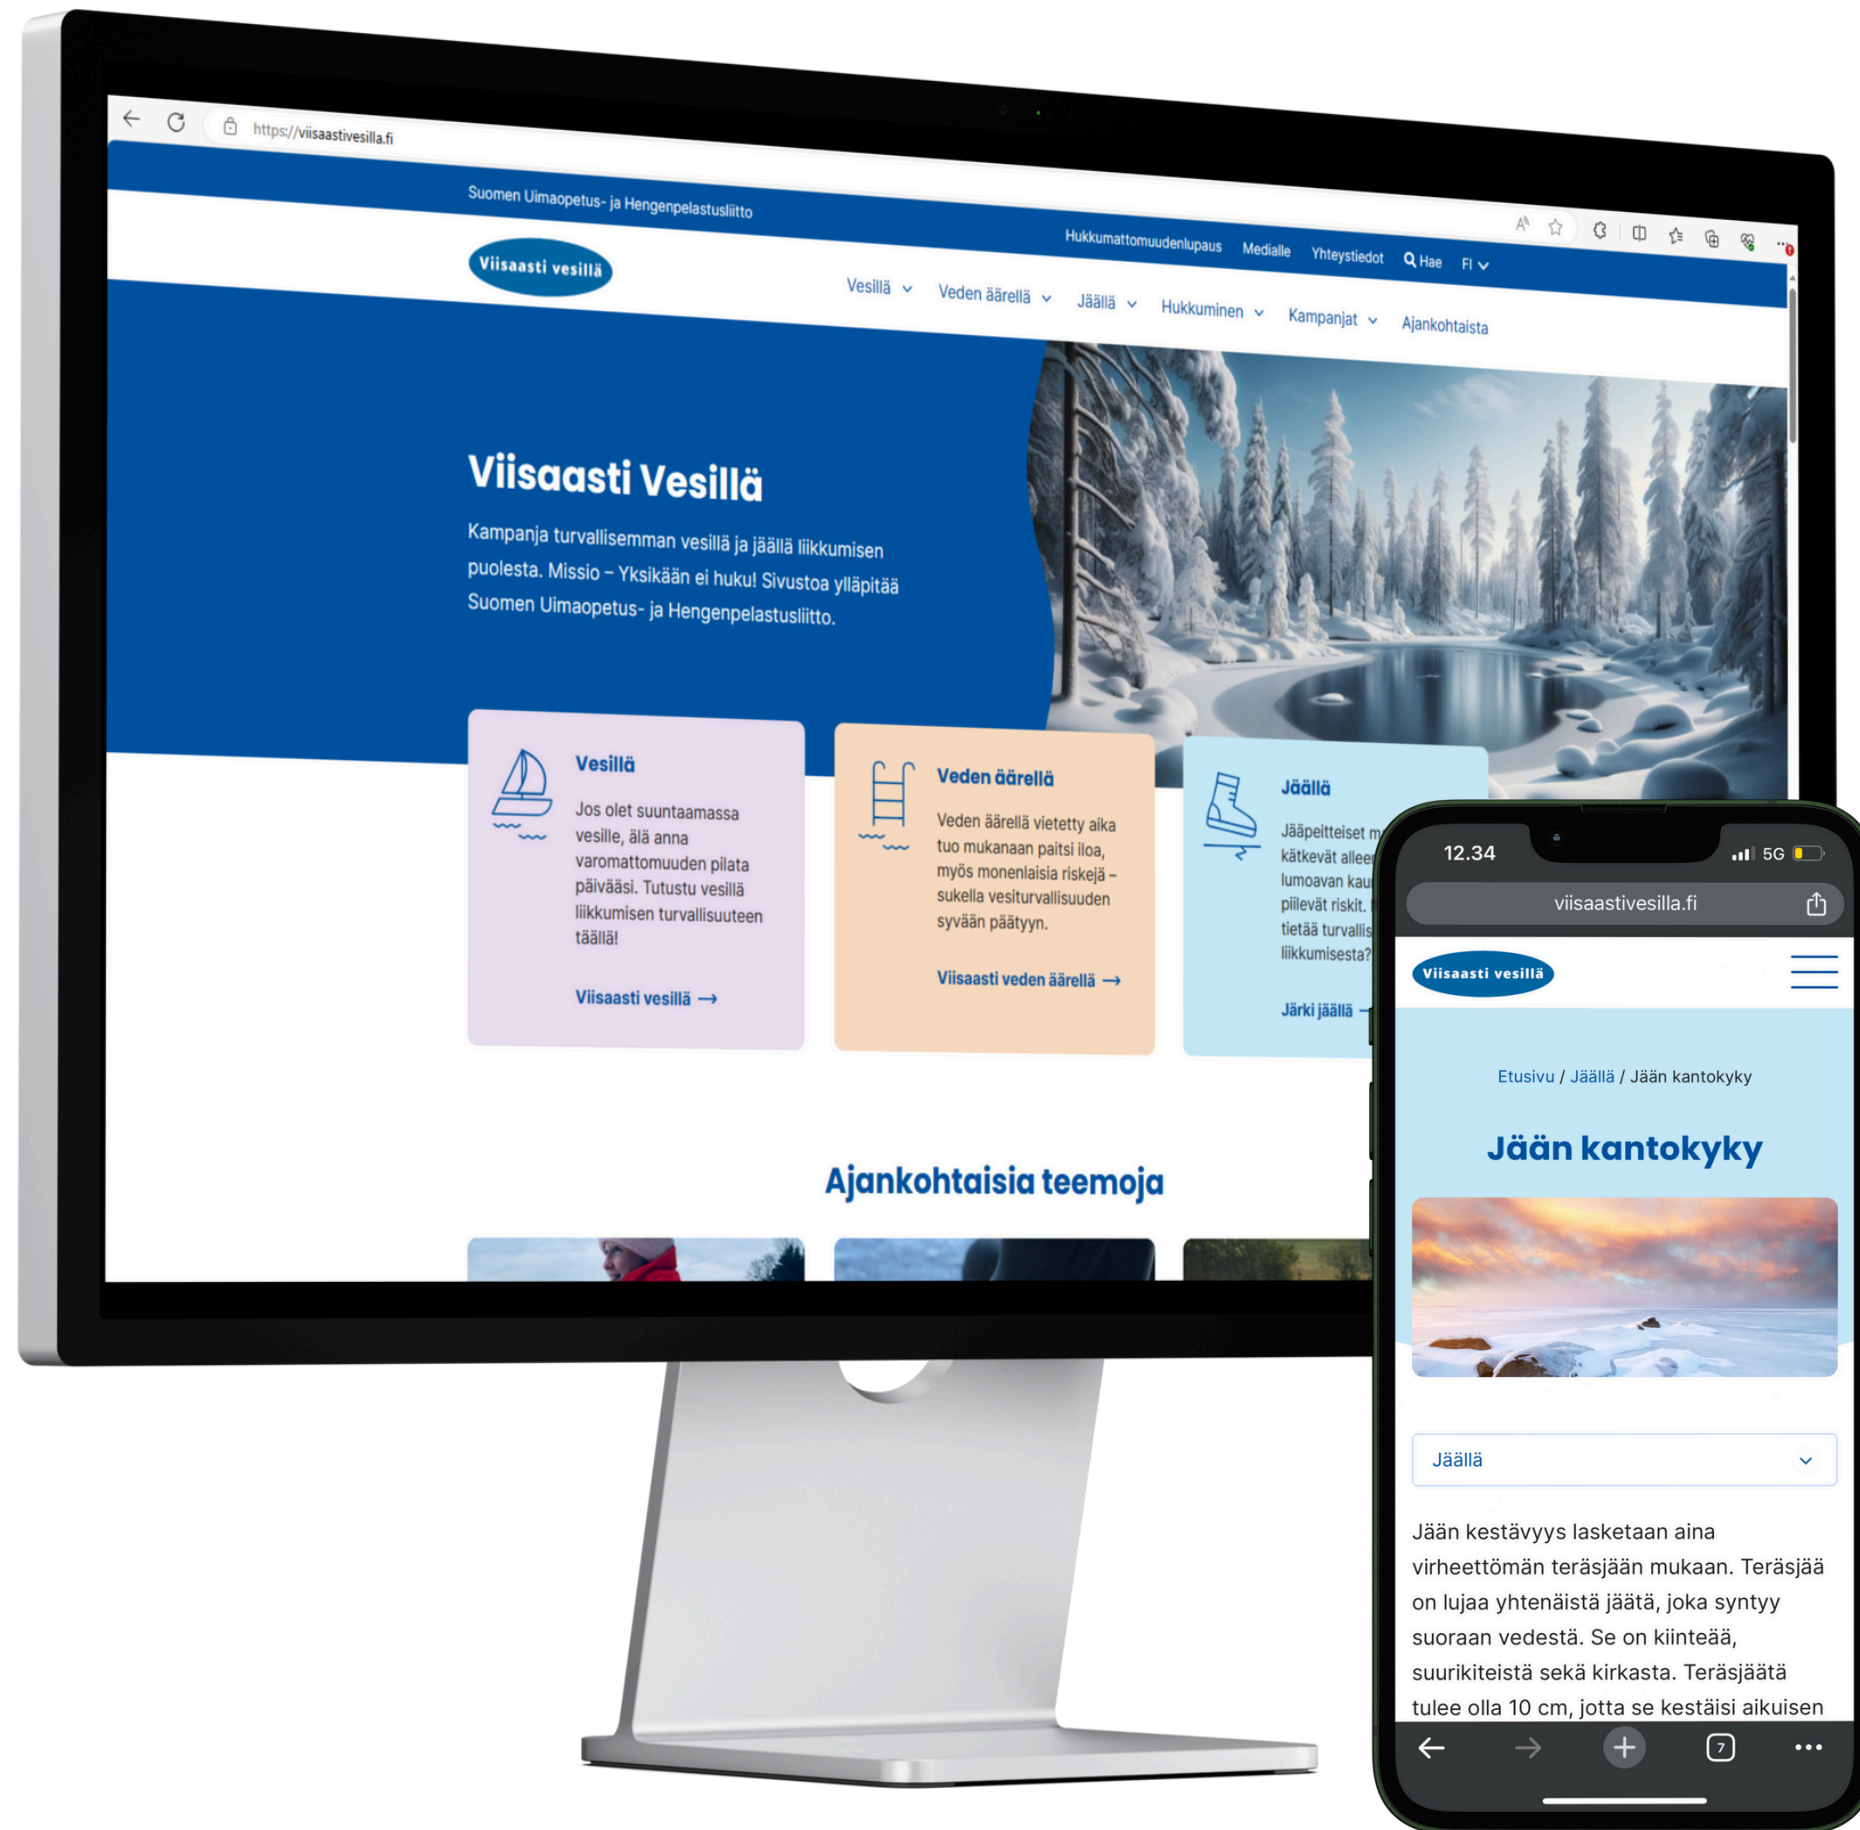 https://viisaastivesilla.fi
Suomen Uimaopetus- ja Hengenpelastusliitto
Hukkumattomuudenlupaus Medialle Yhteystiedot Hae FI
Viisaasti vesillä
Vesillä Veden äärellä Jäällä Hukkuminen Kampanjat Ajankohtaista
Viisaasti Vesillä
Kampanja turvallisemman vesillä ja jäällä liikkumisen
puolesta. Missio – Yksikään ei huku! Sivustoa ylläpitää
Suomen Uimaopetus- ja Hengenpelastusliitto.
Vesillä
Jos olet suuntaamassa
vesille, älä anna
varomattomuuden pilata
päivääsi. Tutustu vesillä
liikkumisen turvallisuuteen
täällä!
Viisaasti vesillä →
Veden äärellä
Veden äärellä vietetty aika
tuo mukanaan paitsi iloa,
myös monenlaisia riskejä –
sukella vesiturvallisuuden
syvään päätyyn.
Viisaasti veden äärellä →
Jäällä
Jääpeitteiset
kätkevät
lumoavan
piilevät riskit.
tietää
liikkumisesta?
Järki jäällä
Ajankohtaisia teemoja
12.34 5G
viisaastivesilla.fi
Viisaasti vesillä
Etusivu / Jäällä / Jään kantokyky
Jään kantokyky
Jäällä
Jään kestävyys lasketaan aina
virheettömän teräsjään mukaan. Teräsjää
on lujaa yhtenäistä jäätä, joka syntyy
suoraan vedestä. Se on kiinteää,
suurikiteistä sekä kirkasta. Teräsjäätä
tulee olla 10 cm, jotta se kestäisi aikuisen
7